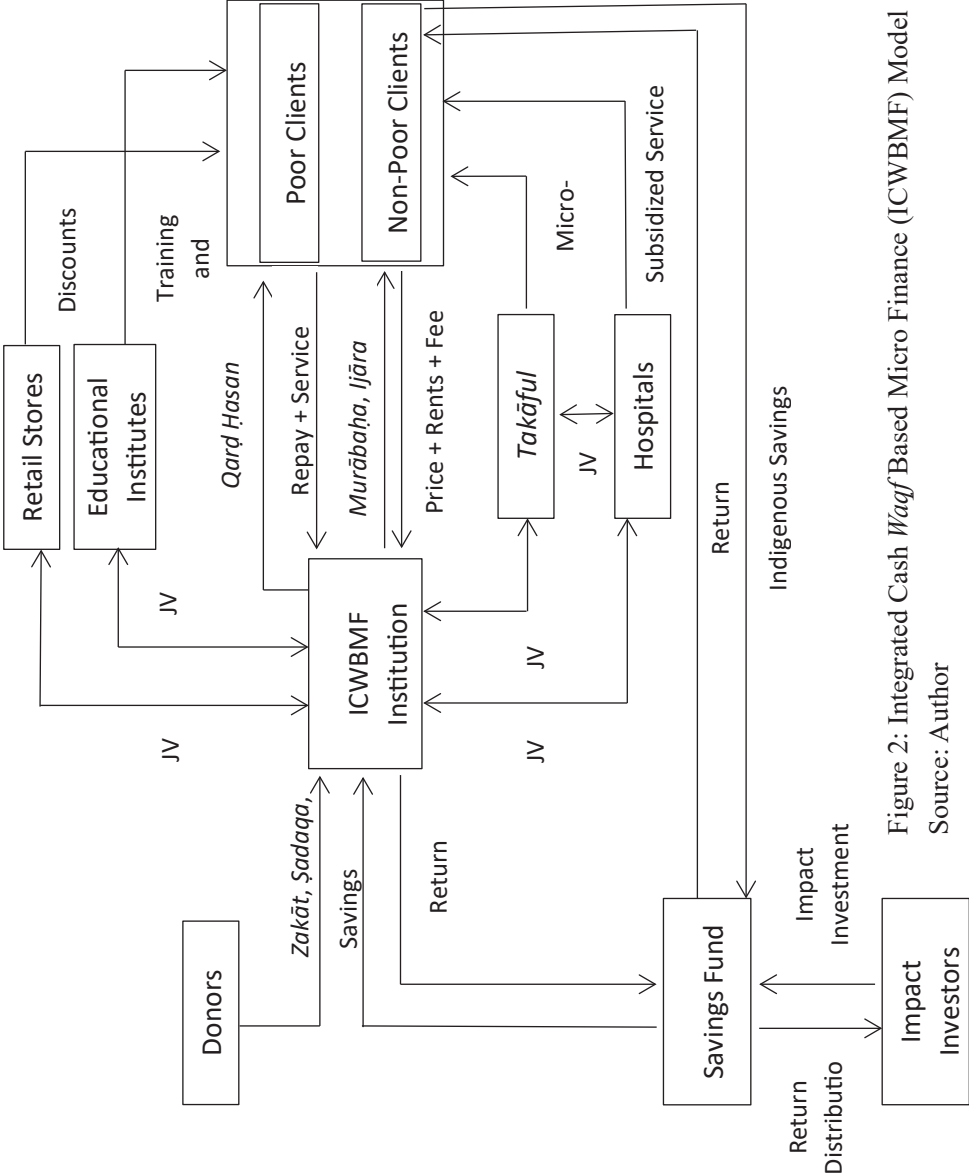 Retail Stores
Discounts
Educational
Institutes
Training
and
JV
JV
Donors
Zakāt, Ṣadaqa,
Savings
Return
ICWBMF
Institution
Qarḍ Ḥasan
Repay + Service
Murābaḥa, Ijāra
Price + Rents + Fee
Poor Clients
Non-Poor Clients
JV
JV
Takāful
JV
Hospitals
Micro-
Subsidized Service
Return
Indigenous Savings
Savings Fund
Return
Distributio
Impact
Investment
Impact
Investors
Figure 2: Integrated Cash Waqf Based Micro Finance (ICWBMF) Model
Source: Author